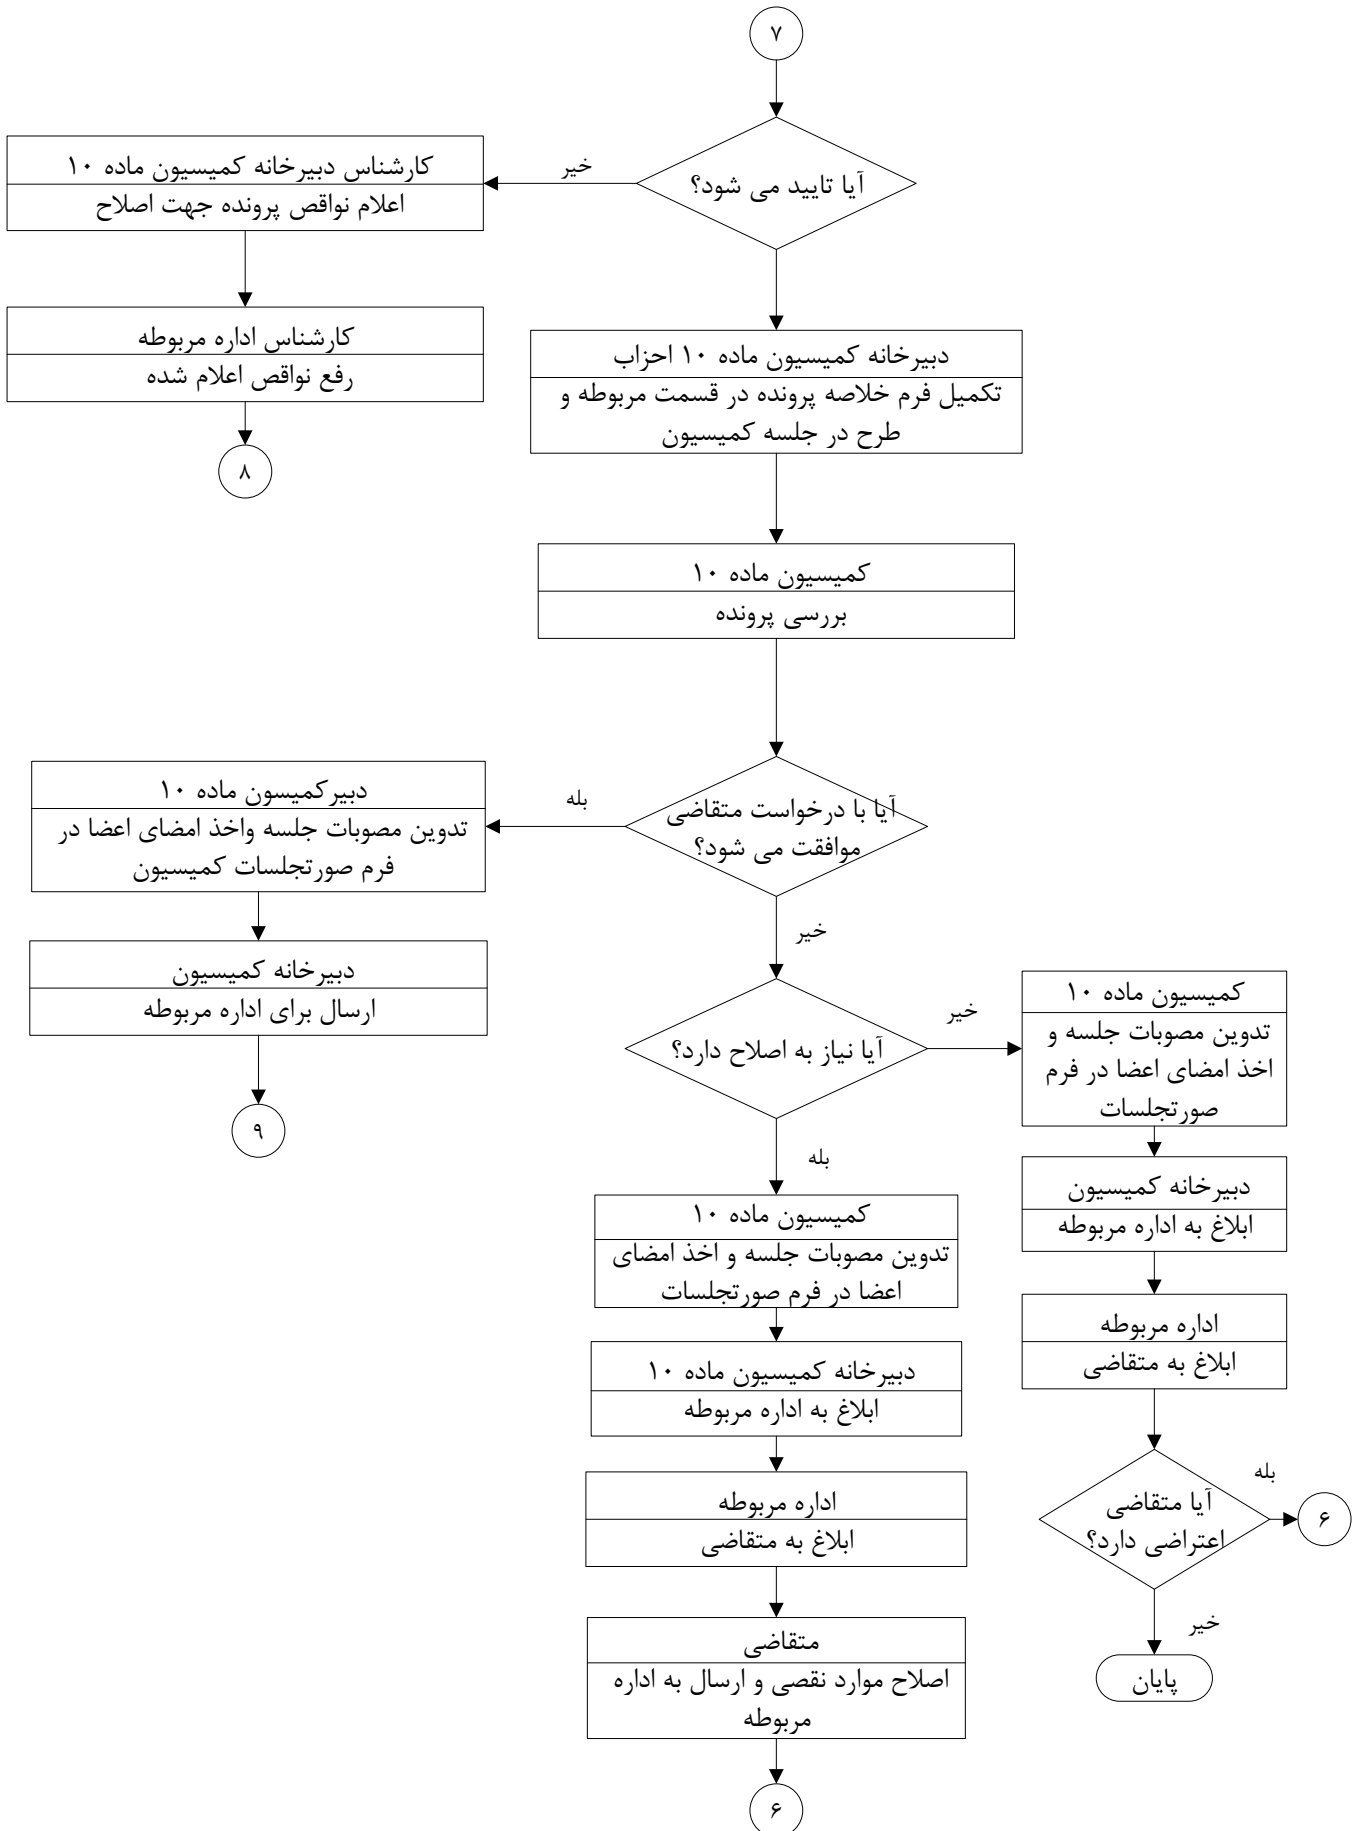 ۷
آیا تایید می شود؟
خیر
کارشناس دبیرخانه کمیسیون ماده ۱۰
اعلام نواقص پرونده جهت اصلاح
کارشناس اداره مربوطه
رفع نواقص اعلام شده
۸
دبیرخانه کمیسیون ماده ۱۰ احزاب
تکمیل فرم خلاصه پرونده در قسمت مربوطه و
طرح در جلسه کمیسیون
کمیسیون ماده ۱۰
بررسی پرونده
آیا با درخواست متقاضی
موافقت می شود؟
بله
دبیرکمیسون ماده ۱۰
تدوین مصوبات جلسه واخذ امضای اعضا در
فرم صورتجلسات کمیسیون
دبیرخانه کمیسیون
ارسال برای اداره مربوطه
۹
خیر
آیا نیاز به اصلاح دارد؟
خیر
کمیسیون ماده ۱۰
تدوین مصوبات جلسه و
اخذ امضای اعضا در فرم
صورتجلسات
دبیرخانه کمیسیون
ابلاغ به اداره مربوطه
اداره مربوطه
ابلاغ به متقاضی
آیا متقاضی
اعتراضی دارد؟
بله
۶
خیر
پایان
بله
کمیسیون ماده ۱۰
تدوین مصوبات جلسه و اخذ امضای
اعضا در فرم صورتجلسات
دبیرخانه کمیسیون ماده ۱۰
ابلاغ به اداره مربوطه
اداره مربوطه
ابلاغ به متقاضی
متقاضی
اصلاح موارد نقصی و ارسال به اداره
مربوطه
۶